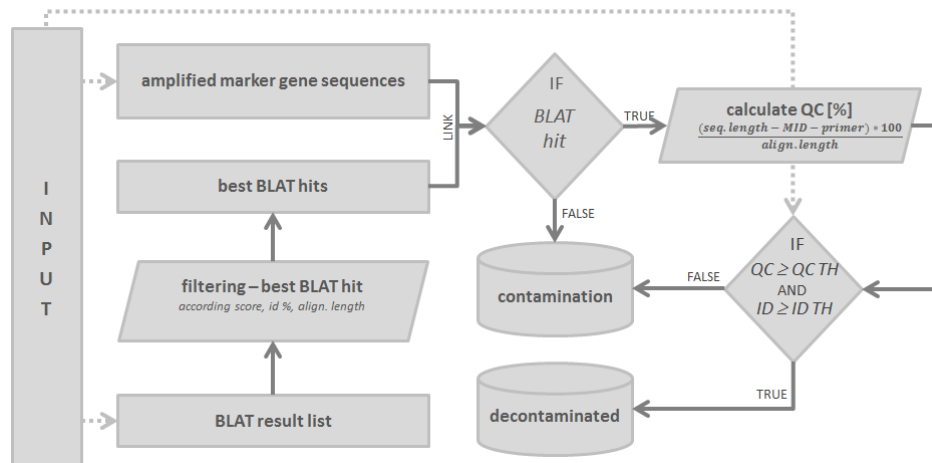 INPUT
amplified marker gene sequences
best BLAT hits
filtering – best BLAT hit
according score, id %, align. length
BLAT result list
LINK
IF
BLAT
hit
TRUE
FALSE
calculate QC [%]
(seq.length − MID − primer) * 100
align.length
IF
QC ≥ QC TH
AND
ID ≥ ID TH
FALSE
TRUE
contamination
decontaminated